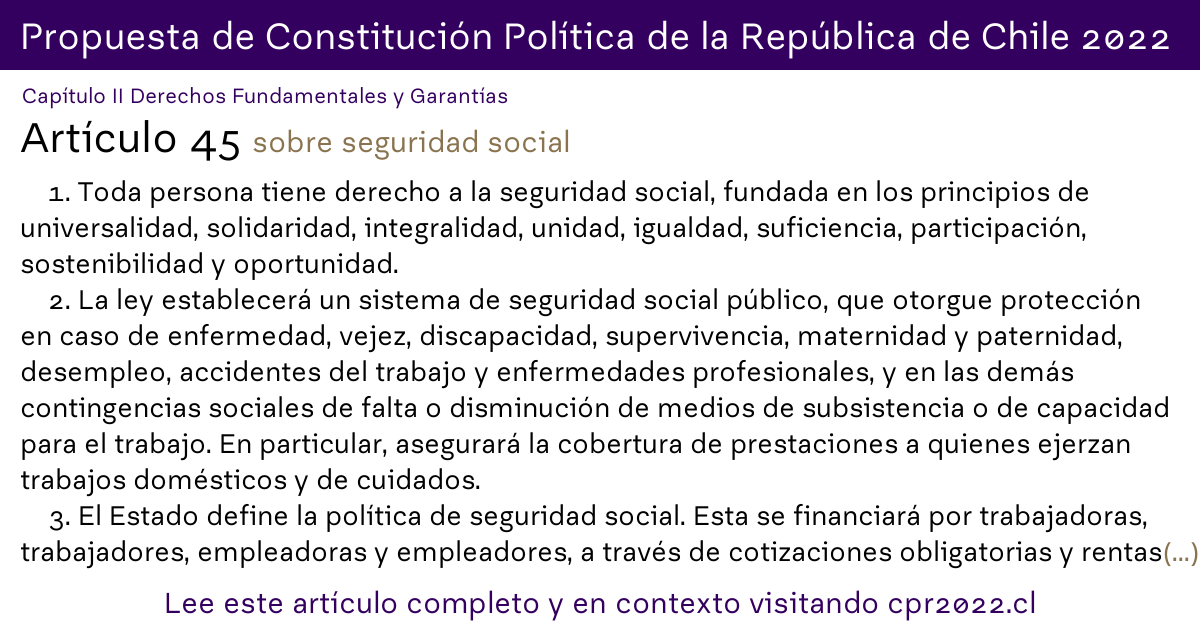 Propuesta de Constitución Política de la República de Chile 2022
Capítulo II Derechos Fundamentales y Garantías
Artículo 45 sobre seguridad social
1. Toda persona tiene derecho a la seguridad social, fundada en los principios de
universalidad, solidaridad, integralidad, unidad, igualdad, suficiencia, participación,
sostenibilidad y oportunidad.
2. La ley establecerá un sistema de seguridad social público, que otorgue protección
en caso de enfermedad, vejez, discapacidad, supervivencia, maternidad y paternidad,
desempleo, accidentes del trabajo y enfermedades profesionales, y en las demás
contingencias sociales de falta o disminución de medios de subsistencia o de capacidad
para el trabajo. En particular, asegurará la cobertura de prestaciones a quienes ejerzan
trabajos domésticos y de cuidados.
3. El Estado define la política de seguridad social. Esta se financiará por trabajadoras,
trabajadores, empleadoras y empleadores, a través de cotizaciones obligatorias y rentas(...)
Lee este artículo completo y en contexto visitando cpr2022.cl